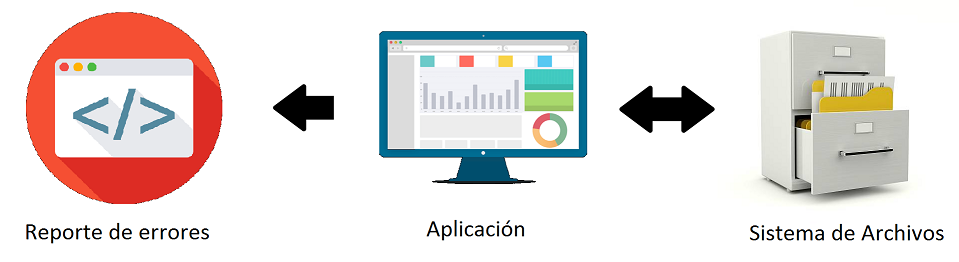 </>
Reporte de errores
Aplicación
Sistema de Archivos